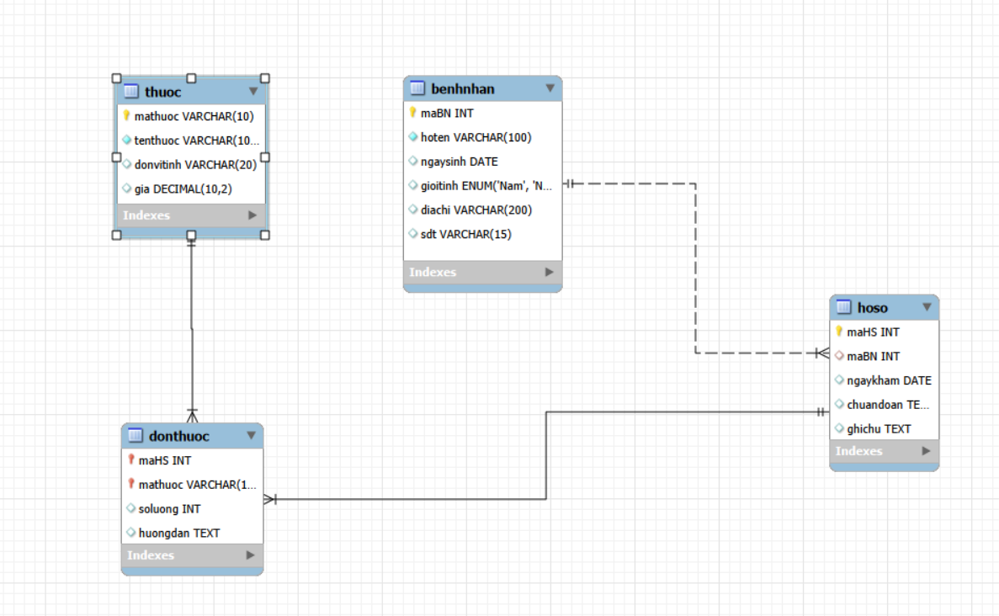 thuoc
mathuoc VARCHAR(10)
tenthuoc VARCHAR(10...
donvitinh VARCHAR(20)
gia DECIMAL(10,2)
Indexes
benhnhan
maBN INT
hoten VARCHAR(100)
ngaysinh DATE
gioitinh ENUM('Nam', 'N...
diachi VARCHAR(200)
sdt VARCHAR(15)
Indexes
hoso
maHS INT
maBN INT
ngaykham DATE
chuandoan TE...
ghichu TEXT
Indexes
donthuoc
maHS INT
mathuoc VARCHAR(1...
soluong INT
huongdan TEXT
Indexes